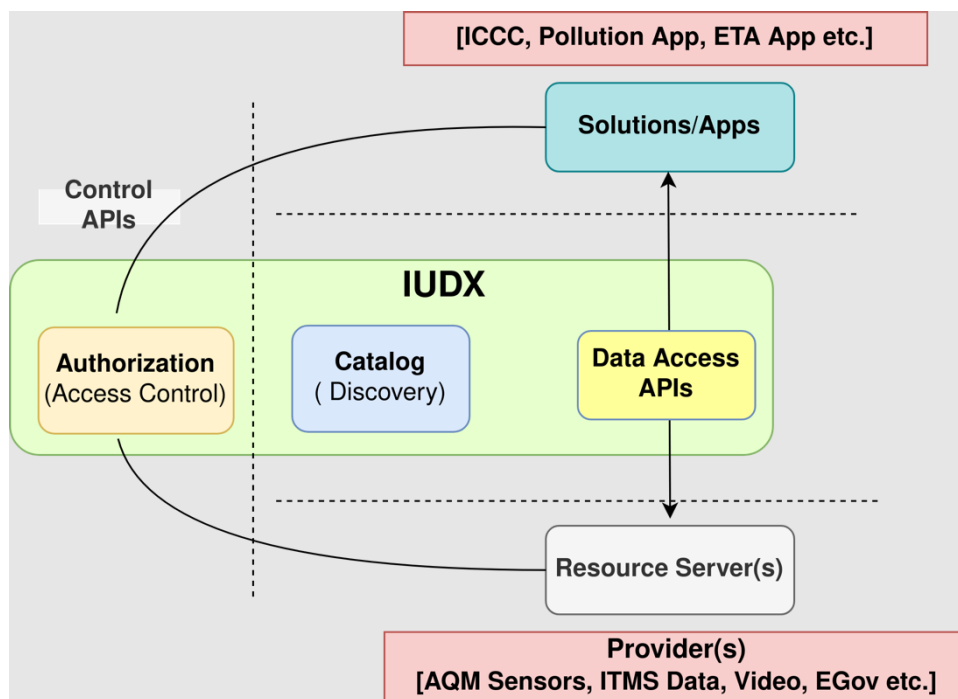 [ICCC, Pollution App, ETA App etc.]
Solutions/Apps
Control
APIs
IUDX
Authorization
(Access Control)
Catalog
( Discovery)
Data Access
APIs
Resource Server(s)
Provider(s)
[AQM Sensors, ITMS Data, Video, EGov etc.]